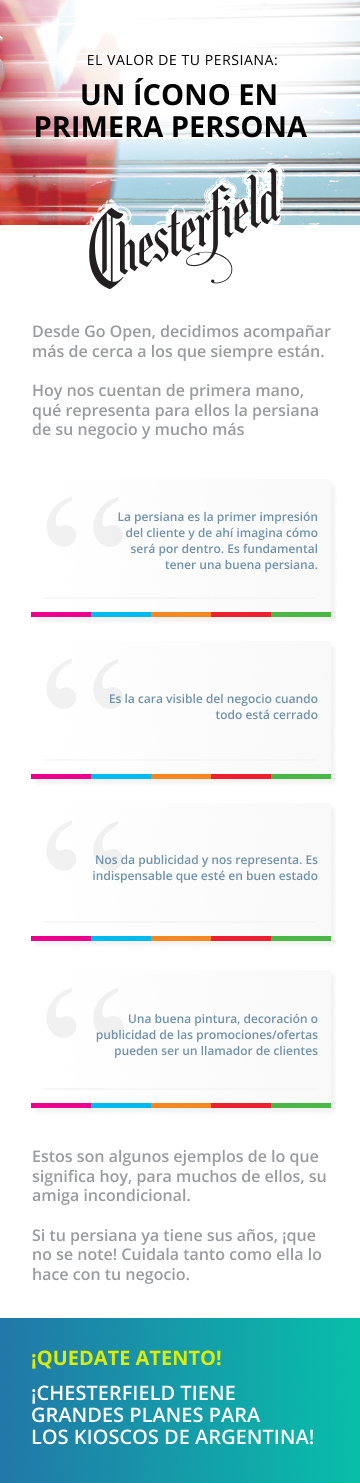 EL VALOR DE TU PERSIANA:
UN ÍCONO EN
PRIMERA PERSONA
Chesterfield
Desde Go Open, decidimos acompañar
más de cerca a los que siempre están.
Hoy nos cuentan de primera mano,
qué representa para ellos la persiana
de su negocio y mucho más
La persiana es la primer impresión
del cliente y de ahí imagina cómo
será por dentro. Es fundamental
tener una buena persiana.
Es la cara visible del negocio cuando
todo está cerrado
Nos da publicidad y nos representa. Es
indispensable que esté en buen estado
Una buena pintura, decoración o
publicidad de las promociones/ofertas
pueden ser un llamador de clientes
Estos son algunos ejemplos de lo que
significa hoy, para muchos de ellos, su
amiga incondicional.
Si tu persiana ya tiene sus años, ¡que
no se note! Cuidala tanto como ella lo
hace con tu negocio.
¡QUEDATE ATENTO!
¡CHESTERFIELD TIENE
GRANDES PLANES PARA
LOS KIOSCOS DE ARGENTINA!